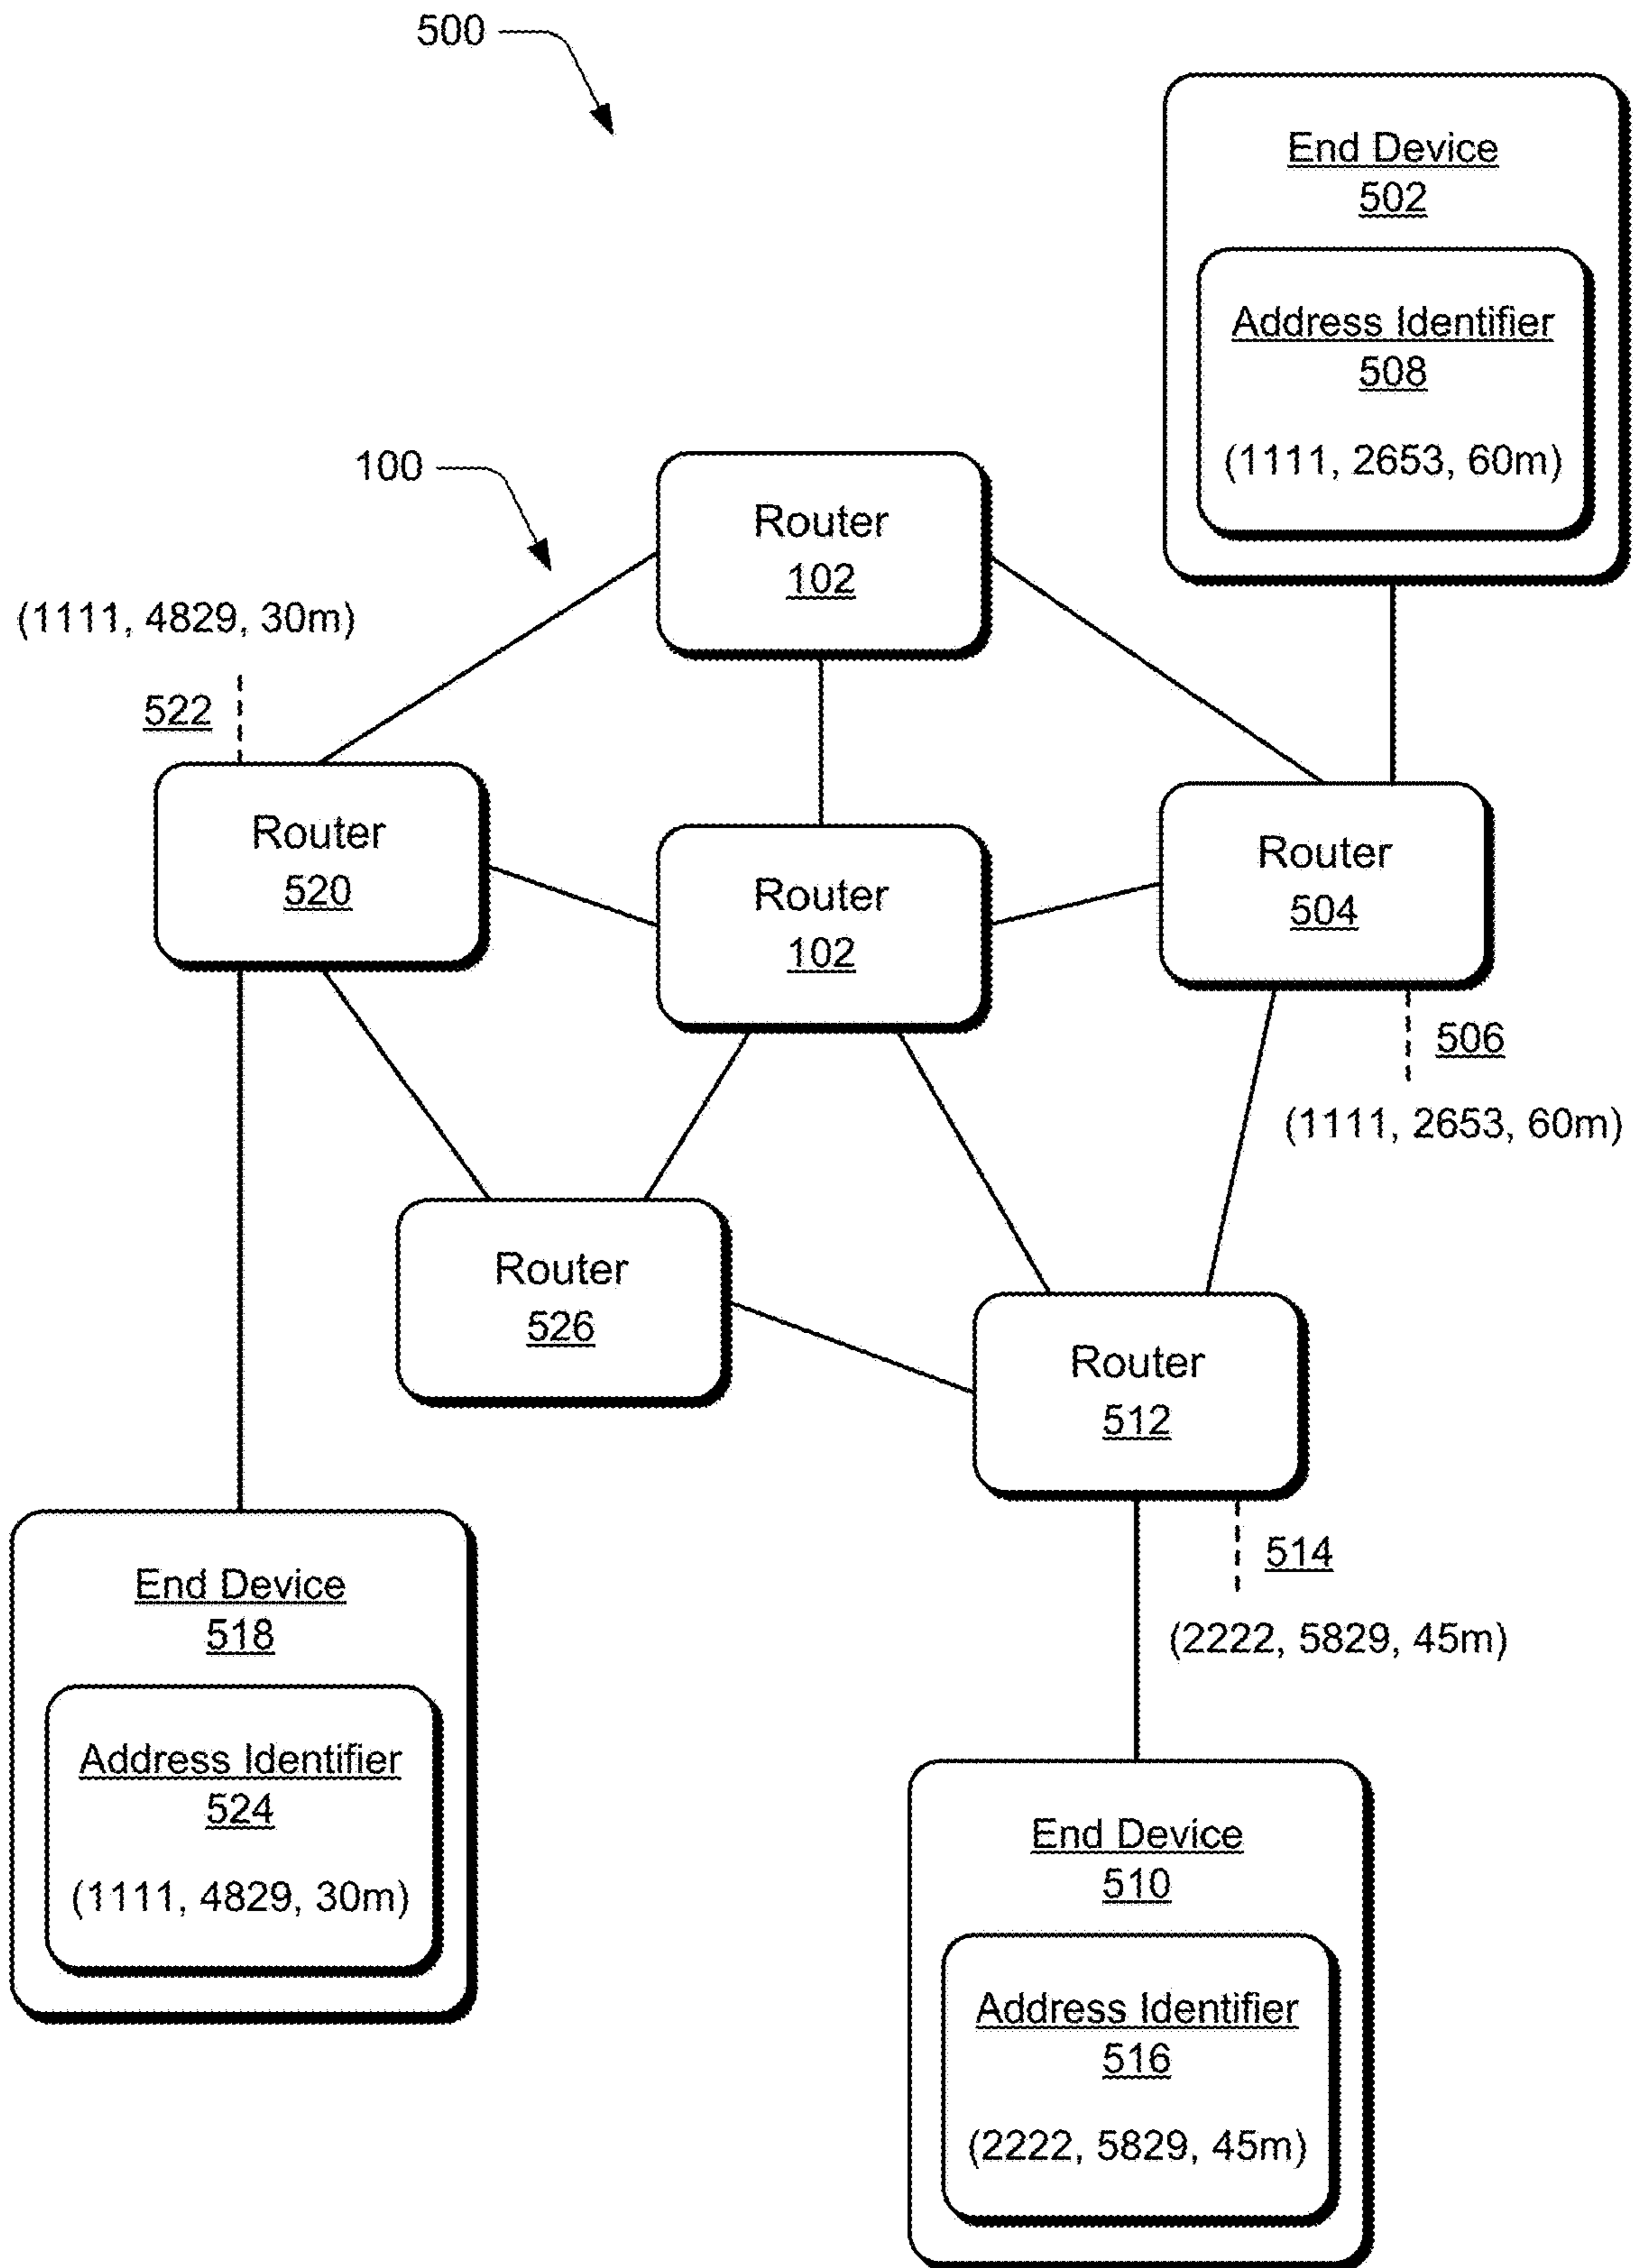 500
End Device
502
Address Identifier
508
(1111, 2653, 60m)
100
Router
102
(1111, 4829, 30m)
522
Router
520
Router
102
Router
504
506
(1111, 2653, 60m)
Router
526
Router
512
514
(2222, 5829, 45m)
End Device
518
Address Identifier
524
(1111, 4829, 30m)
End Device
510
Address Identifier
516
(2222, 5829, 45m)